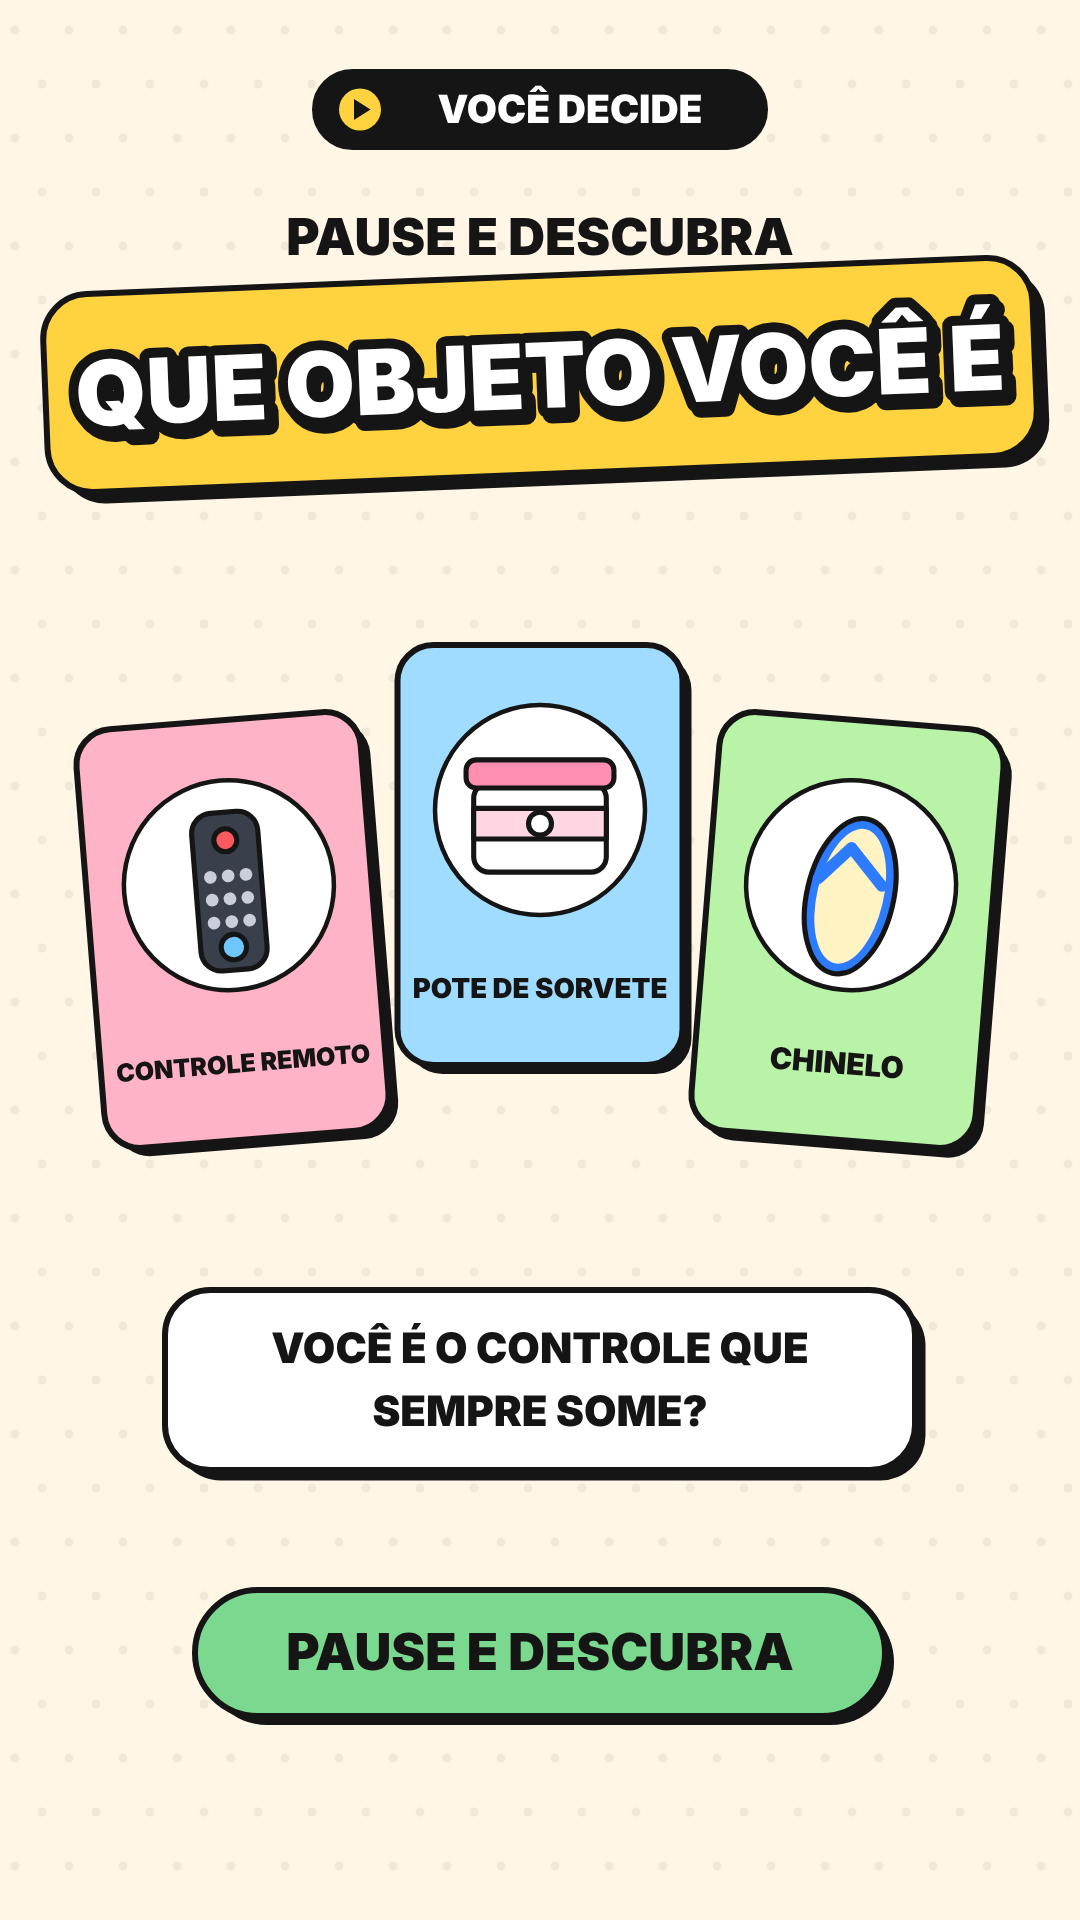 VOCÊ DECIDE
PAUSE E DESCUBRA
QUE OBJETO VOCÊ É
CONTROLE REMOTO
POTE DE SORVETE
CHINELO
VOCÊ É O CONTROLE QUE
SEMPRE SOME?
PAUSE E DESCUBRA